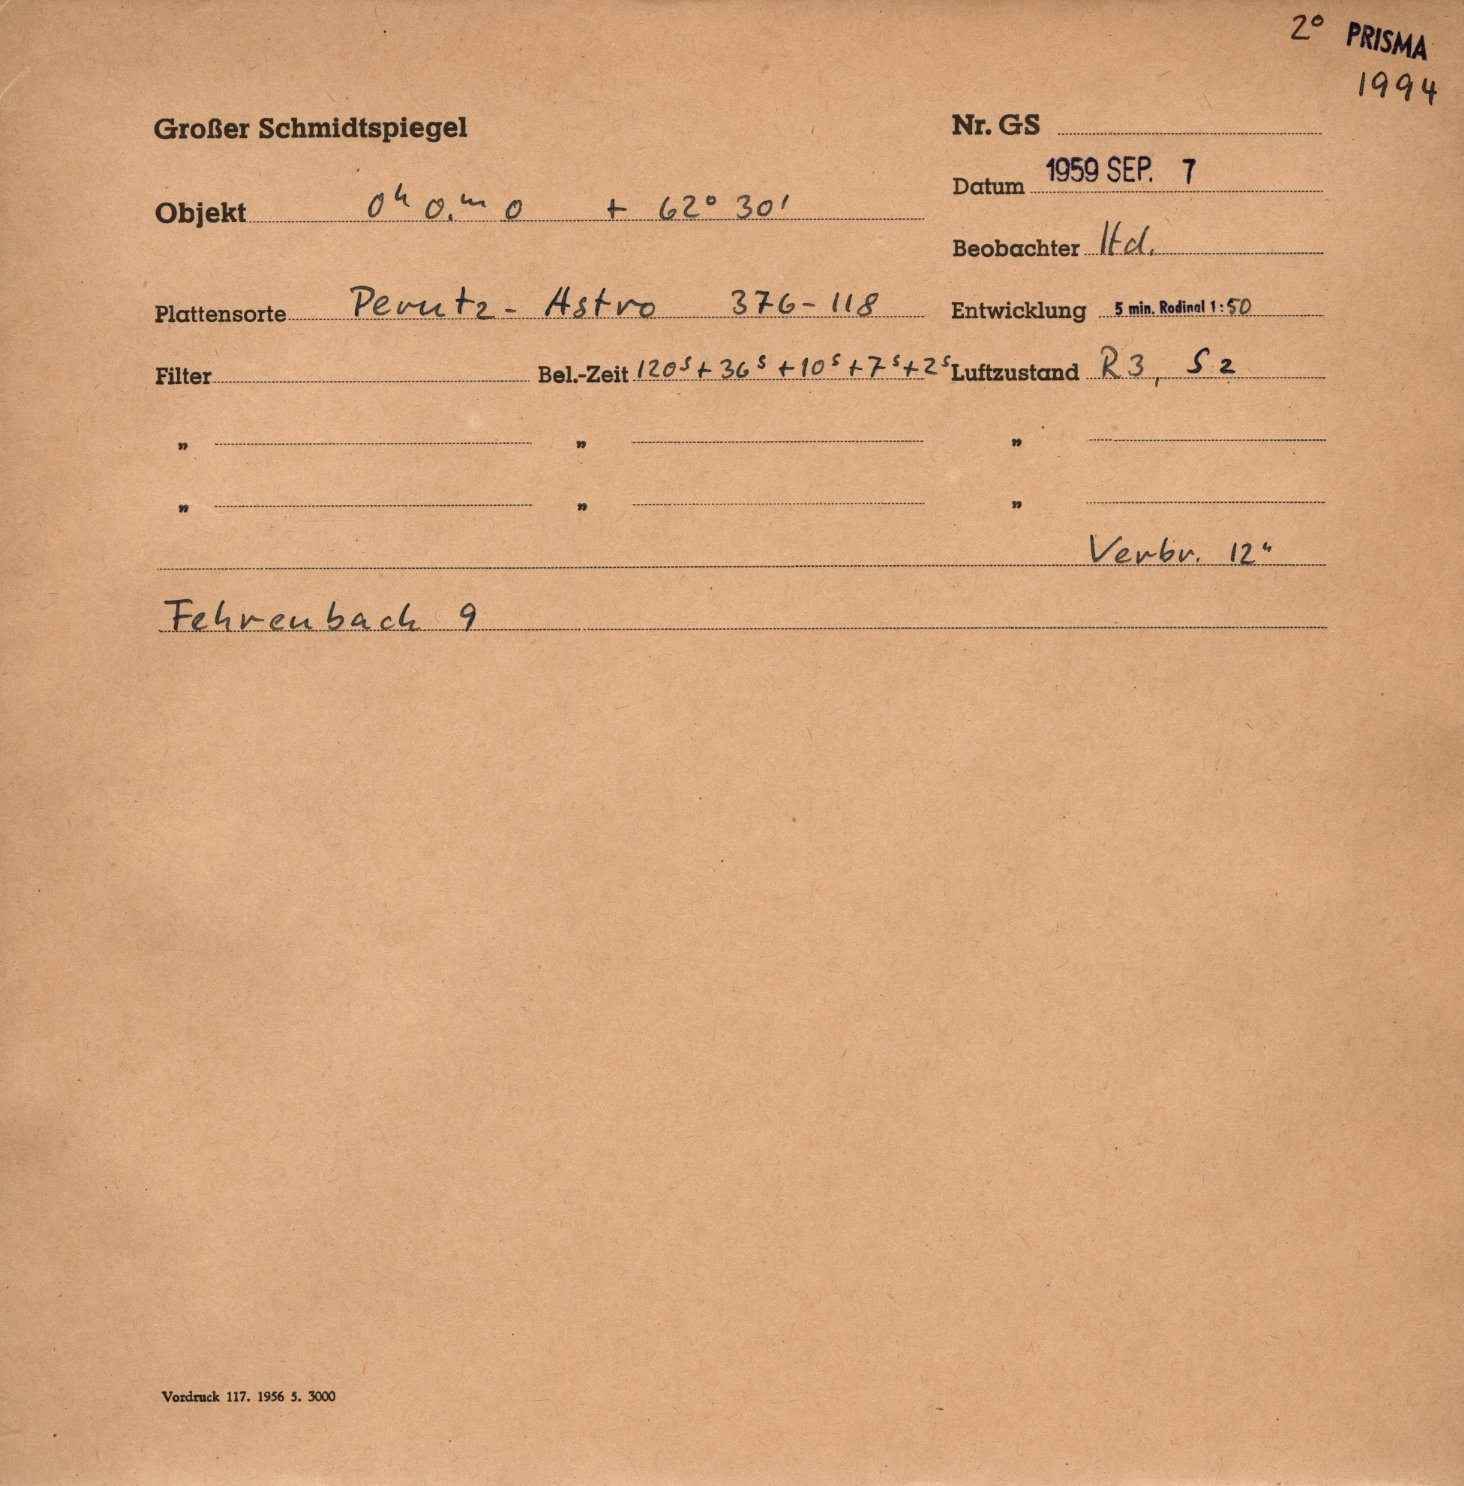 2° PRISMA
1994
Großer Schmidtspiegel
Nr. GS
Datum 1959 SEP. 7
Objekt 0ʰ 0.ᵐ0 + 62° 30'
Beobachter Hd.
Plattensorte Perutz - Astro 376-118
Entwicklung 5 min. Rodinal 1:50
Filter Bel.-Zeit 120ˢ + 36ˢ + 10ˢ + 7ˢ + 2ˢ Luftzustand R3, S2
„ „ „
„ „ „
Verbr. 12"
Fehrenbach 9
Vordruck 117. 1956 5. 3000